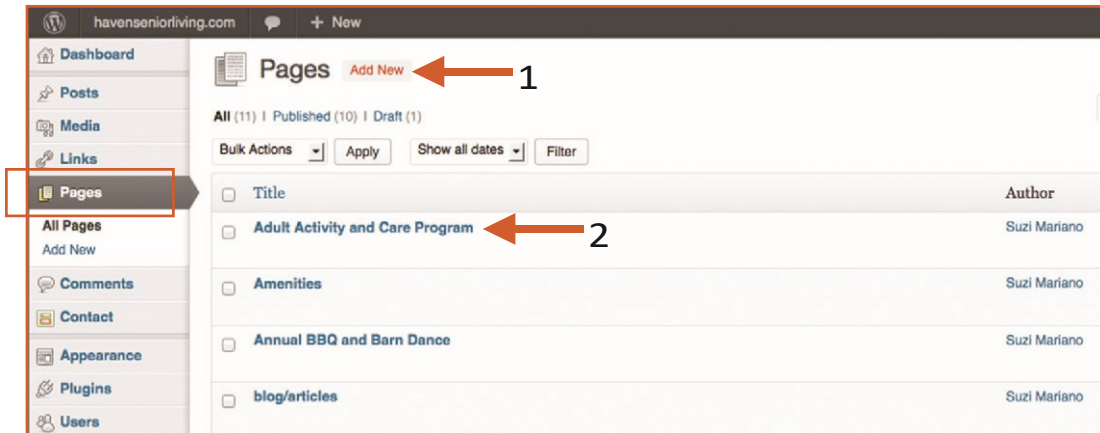 havenseniorliving.com + New
Dashboard
Posts
Media
Links
Pages
All Pages
Add New
Comments
Contact
Appearance
Plugins
Users
Pages Add New 1
All (11) | Published (10) | Draft (1)
Bulk Actions Apply Show all dates Filter
Title Author
Adult Activity and Care Program 2 Suzi Mariano
Amenities Suzi Mariano
Annual BBQ and Barn Dance Suzi Mariano
blog/articles Suzi Mariano